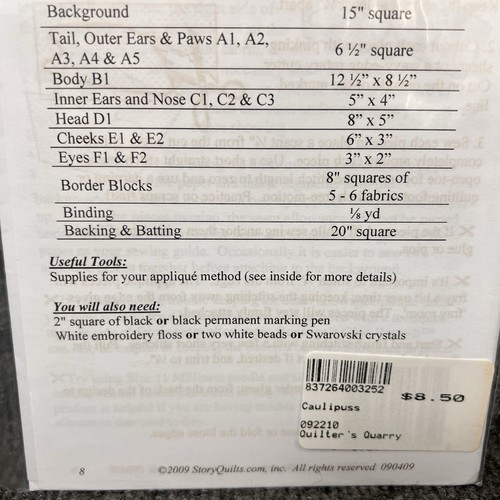 Background 15" square
Tail, Outer Ears & Paws A1, A2,
A3, A4 & A5 6 ½" square
Body B1 12 ½" x 8 ½"
Inner Ears and Nose C1, C2 & C3 5" x 4"
Head D1 8" x 5"
Cheeks E1 & E2 6" x 3"
Eyes F1 & F2 3" x 2"
Border Blocks 8" squares of
5 - 6 fabrics
Binding ⅛ yd
Backing & Batting 20" square
Useful Tools:
Supplies for your appliqué method (see inside for more details)
You will also need:
2" square of black or black permanent marking pen
White embroidery floss or two white beads or Swarovski crystals
837264003252
$8.50
Caulipuss
092210
Quilter's Quarry
8 ©2009 StoryQuilts.com, inc. All rights reserved 090409